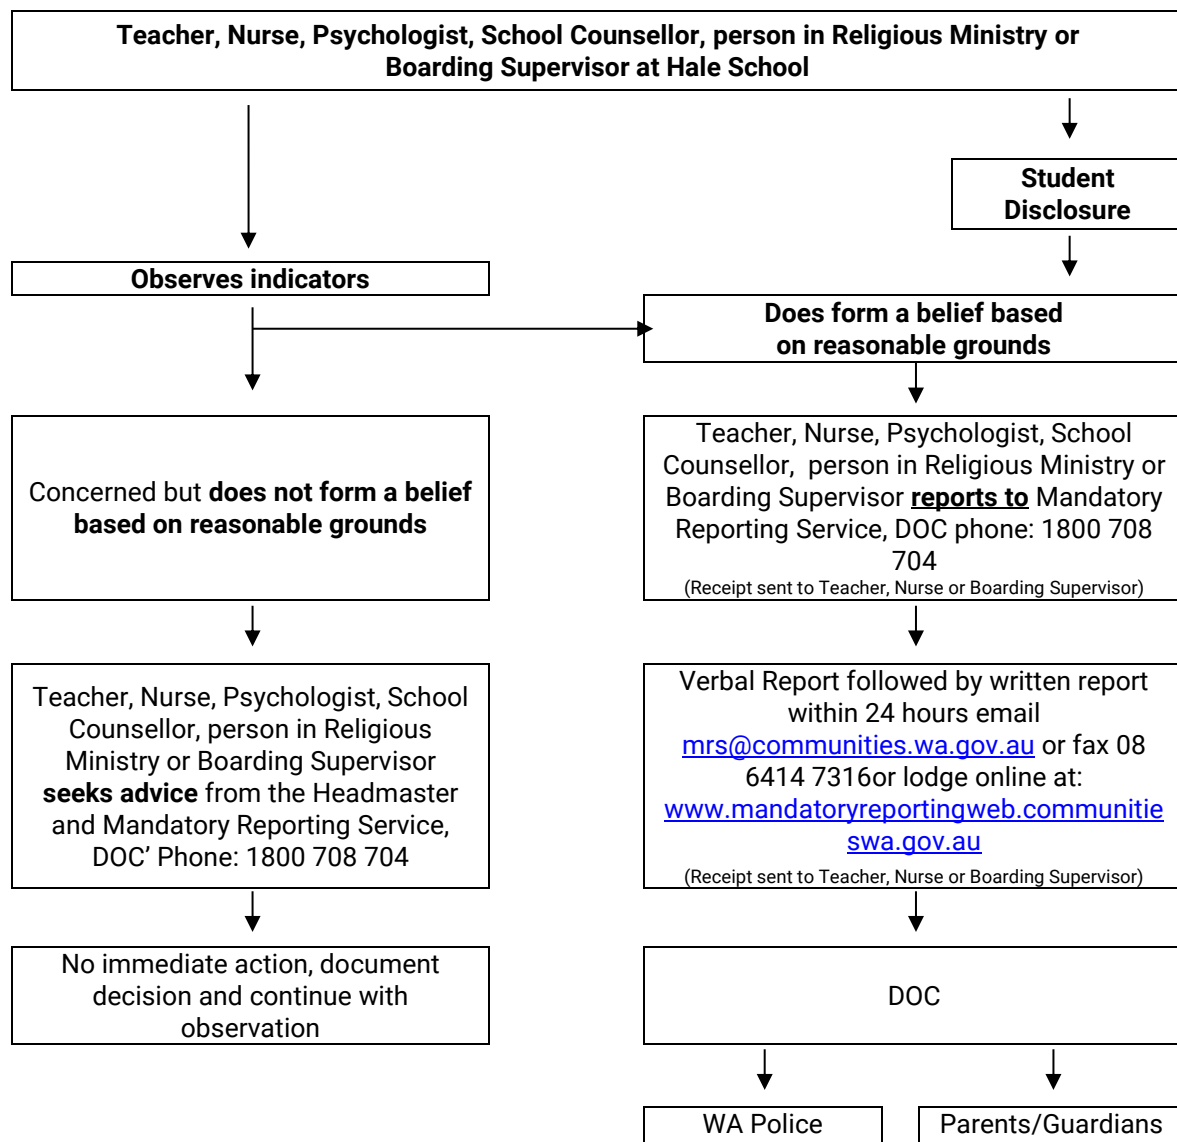 Teacher, Nurse, Psychologist, School Counsellor, person in Religious Ministry or
Boarding Supervisor at Hale School
Student
Disclosure
Observes indicators
Does form a belief based
on reasonable grounds
Concerned but does not form a belief
based on reasonable grounds
Teacher, Nurse, Psychologist, School
Counsellor, person in Religious Ministry or
Boarding Supervisor reports to Mandatory
Reporting Service, DOC phone: 1800 708
704
(Receipt sent to Teacher, Nurse or Boarding Supervisor)
Teacher, Nurse, Psychologist, School
Counsellor, person in Religious
Ministry or Boarding Supervisor
seeks advice from the Headmaster
and Mandatory Reporting Service,
DOC’ Phone: 1800 708 704
Verbal Report followed by written report
within 24 hours email
mrs@communities.wa.gov.au or fax 08
6414 7316or lodge online at:
www.mandatoryreportingweb.communitie
swa.gov.au
(Receipt sent to Teacher, Nurse or Boarding Supervisor)
No immediate action, document
decision and continue with
observation
DOC
WA Police
Parents/Guardians